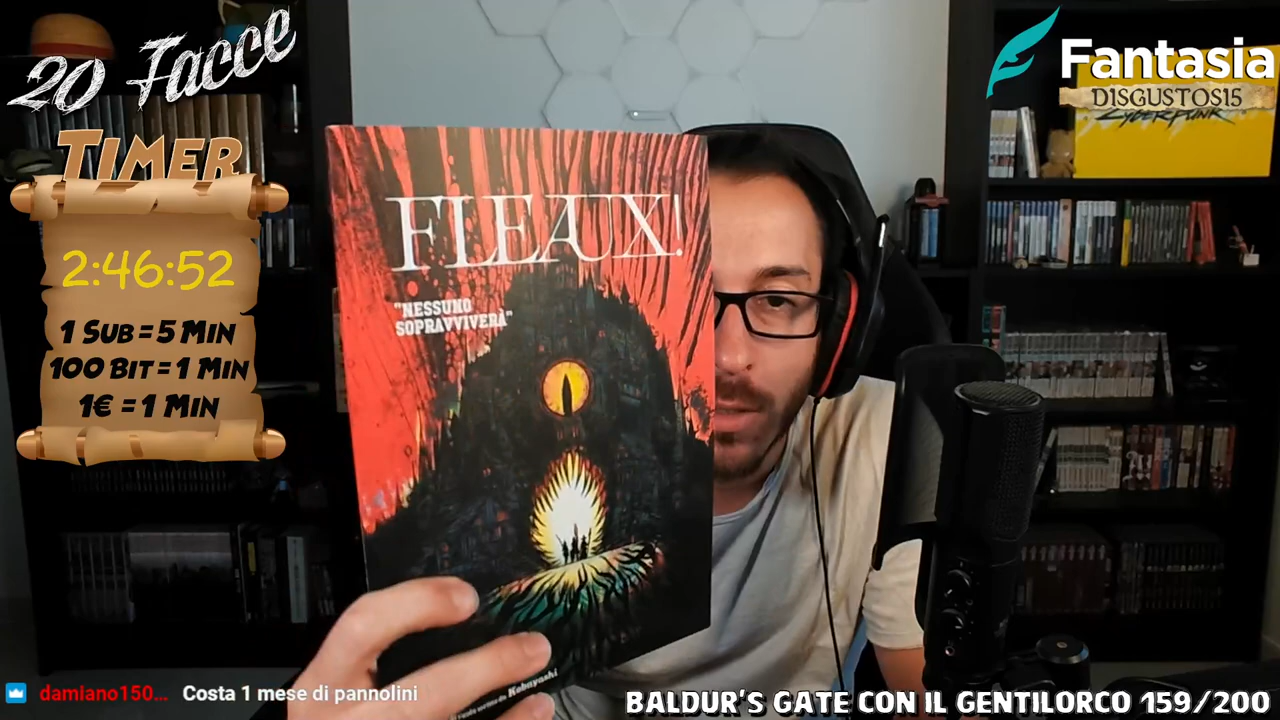 20 Facce
TIMER
2:46:52
1 SUB = 5 MIN
100 BIT = 1 MIN
1€ = 1 MIN
Fantasia
D1SGUSTOS15
CYBERPUNK
FLEAUX!
"NESSUNO
SOPRAVVIVERÀ"
Kobayashi
damiano150... Costa 1 mese di pannolini
BALDUR'S GATE CON IL GENTILORCO 159/200